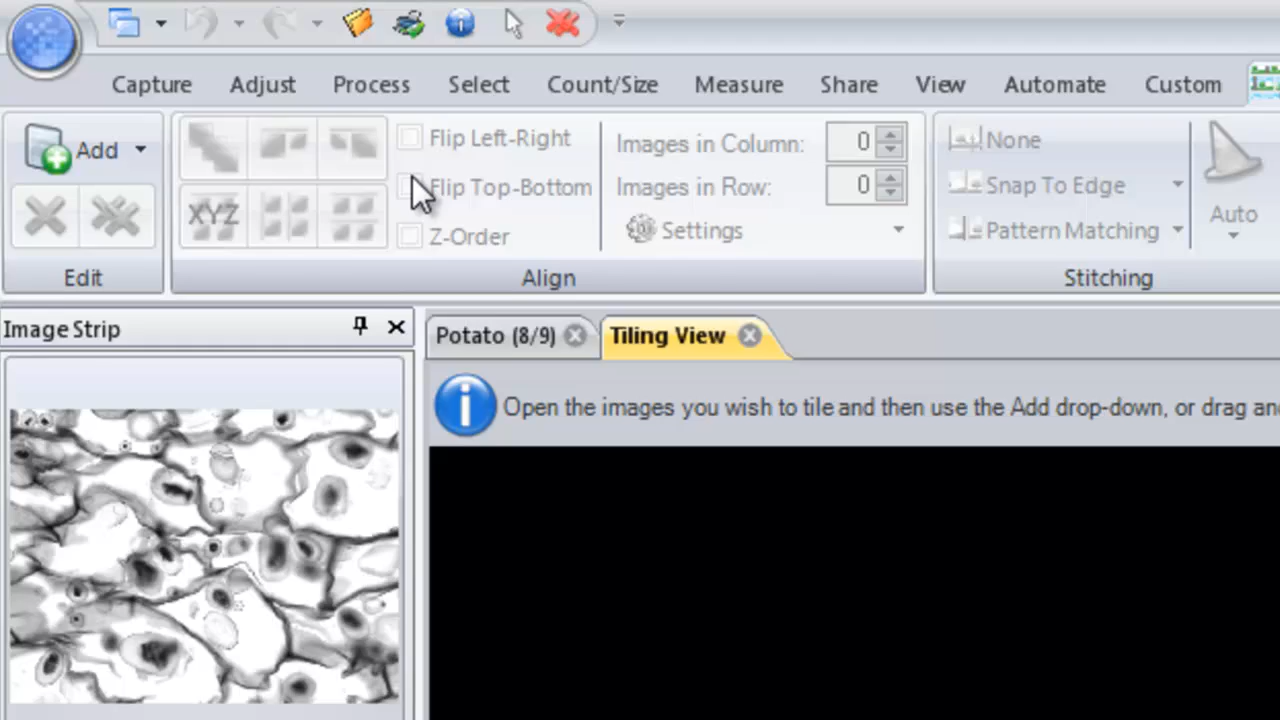 Capture Adjust Process Select Count/Size Measure Share View Automate Custom
Add
Flip Left-Right
Flip Top-Bottom
Z-Order
XYZ
Images in Column: 0
Images in Row: 0
Settings
None
Snap To Edge
Pattern Matching
Auto
Edit Align Stitching
Image Strip
Potato (8/9) Tiling View
Open the images you wish to tile and then use the Add drop-down, or drag